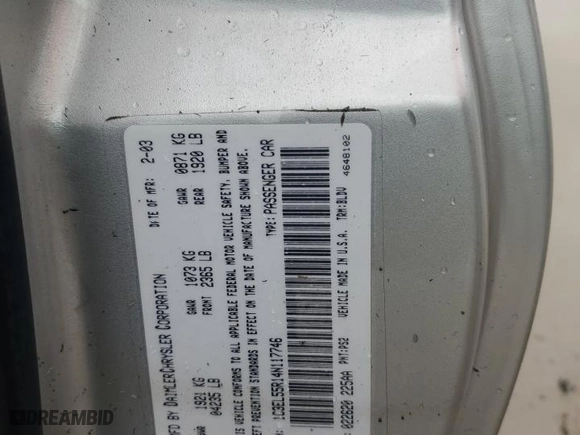 MFD BY DAIMLERCHRYSLER CORPORATION
DATE OF MFR: 2-03
1921 KG
04235 LB
GAWR
FRONT
1073 KG
2365 LB
GAWR
REAR
0871 KG
1920 LB
VEHICLE CONFORMS TO ALL APPLICABLE FEDERAL MOTOR VEHICLE SAFETY, BUMPER AND
THEFT PREVENTION STANDARDS IN EFFECT ON THE DATE OF MANUFACTURE SHOWN ABOVE.
1C3EL55R14N117746
TYPE: PASSENGER CAR
022620 225AA
PNT: PS2
VEHICLE MADE IN U.S.A.
TRM: BLDV
4648102
DREAMBID